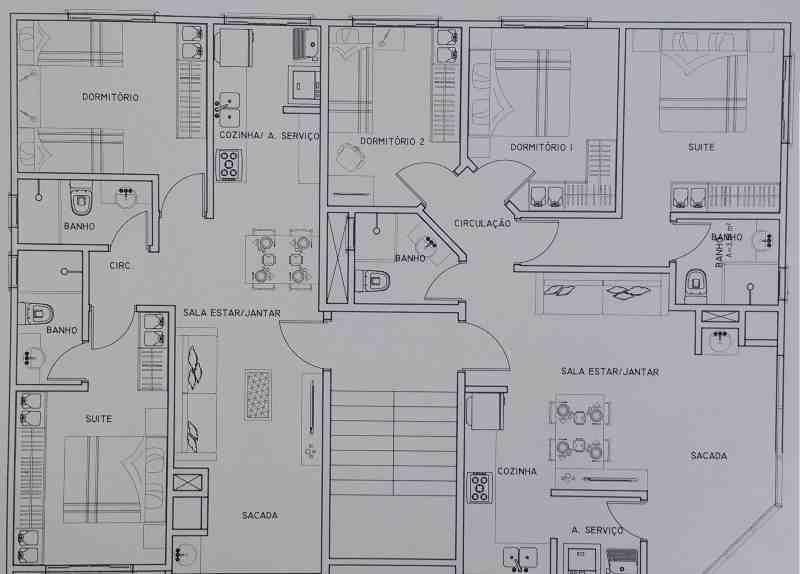 DORMITÓRIO
COZINHA/ A. SERVIÇO
DORMITÓRIO 2
DORMITÓRIO 1
SUITE
BANHO
CIRCULAÇÃO
BANHO
BANHO
BANHO
CIRC.
BANHO
SALA ESTAR/JANTAR
SALA ESTAR/JANTAR
SUITE
COZINHA
SACADA
SACADA
A. SERVIÇO